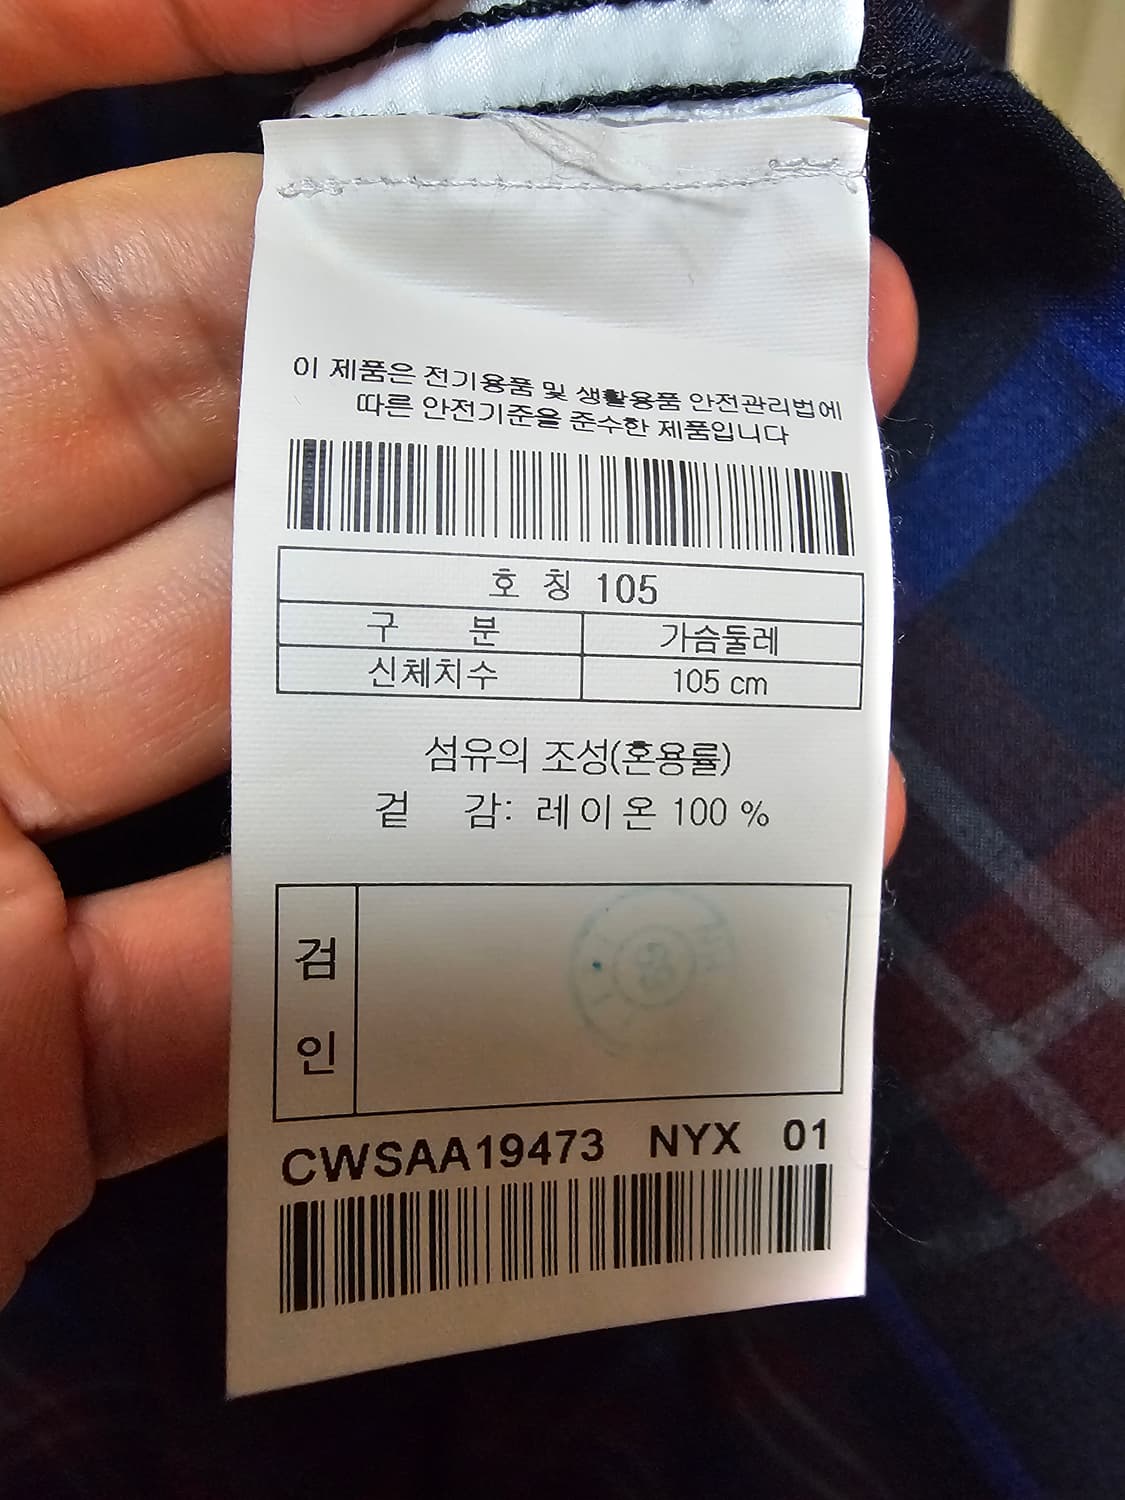 이 제품은 전기용품 및 생활용품 안전관리법에
따른 안전기준을 준수한 제품입니다
호 칭 105
구 분 가슴둘레
신체치수 105 cm
섬유의 조성(혼용률)
겉 감: 레이온 100 %
검
인
CWSAA19473 NYX 01